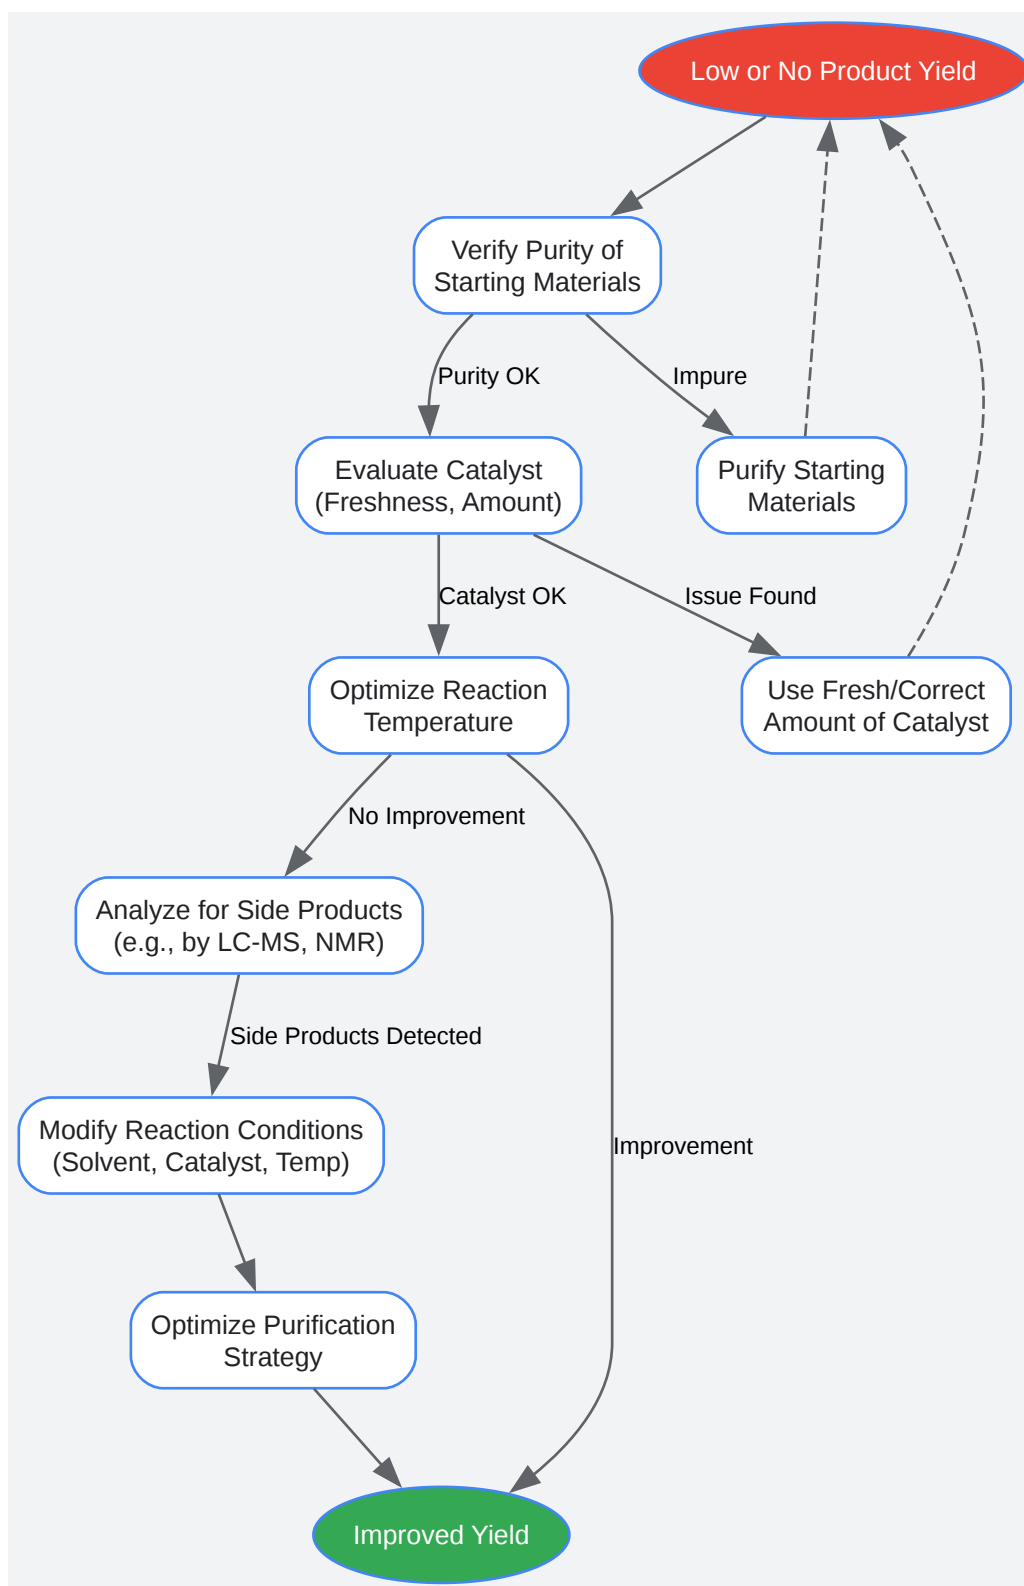 Low or No Product Yield
Verify Purity of
Starting Materials
Purity OK
Impure
Evaluate Catalyst
(Freshness, Amount)
Purify Starting
Materials
Catalyst OK
Issue Found
Optimize Reaction
Temperature
Use Fresh/Correct
Amount of Catalyst
No Improvement
Analyze for Side Products
(e.g., by LC-MS, NMR)
Side Products Detected
Modify Reaction Conditions
(Solvent, Catalyst, Temp)
Improvement
Optimize Purification
Strategy
Improved Yield